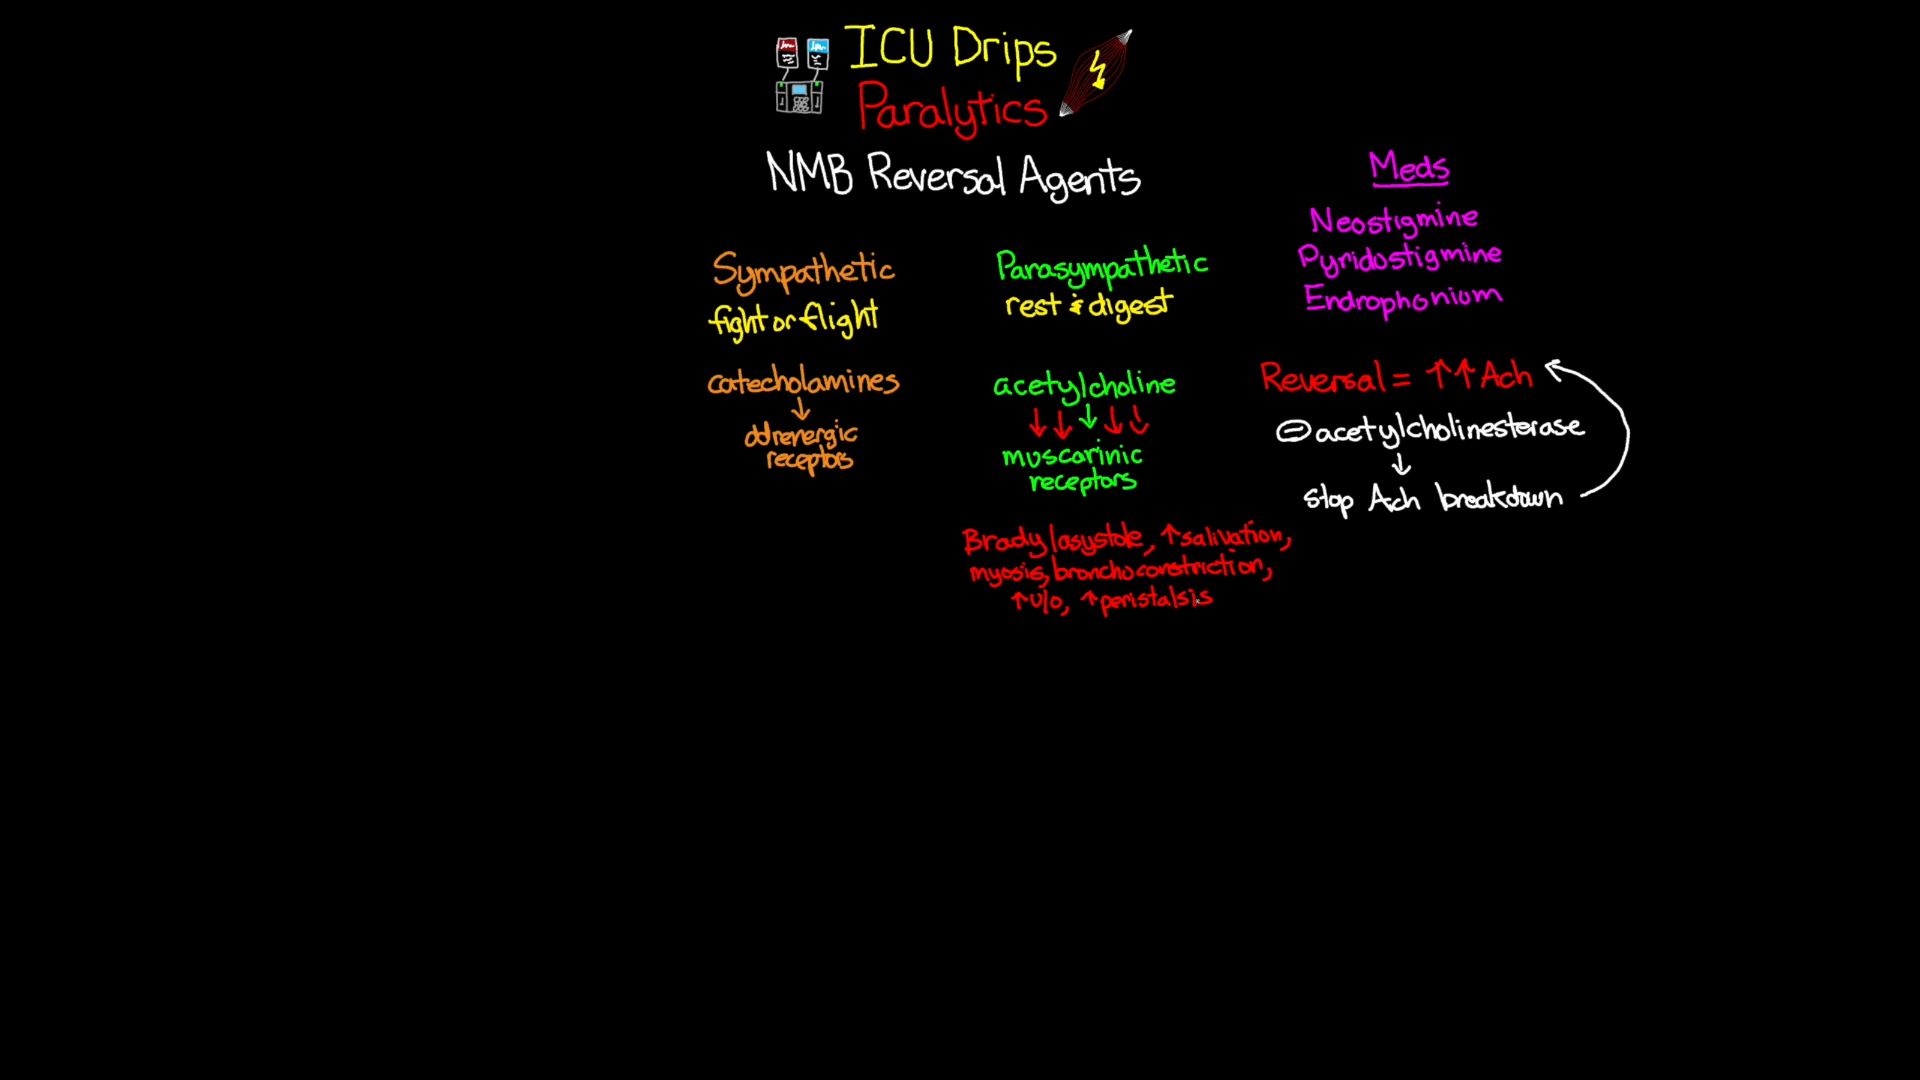 ICU Drips
Paralytics
NMB Reversal Agents
Sympathetic
fight or flight
catecholamines
↓
adrenergic
receptors
Parasympathetic
rest & digest
acetylcholine
↓ ↓ ↓ ↓ ↓
muscarinic
receptors
Brady/asystole, ↑salivation,
myosis, bronchoconstriction,
↑u/o, ↑peristalsis
Meds
Neostigmine
Pyridostigmine
Endrophonium
Reversal = ↑↑ Ach
⊖ acetylcholinesterase
↓
stop Ach breakdown